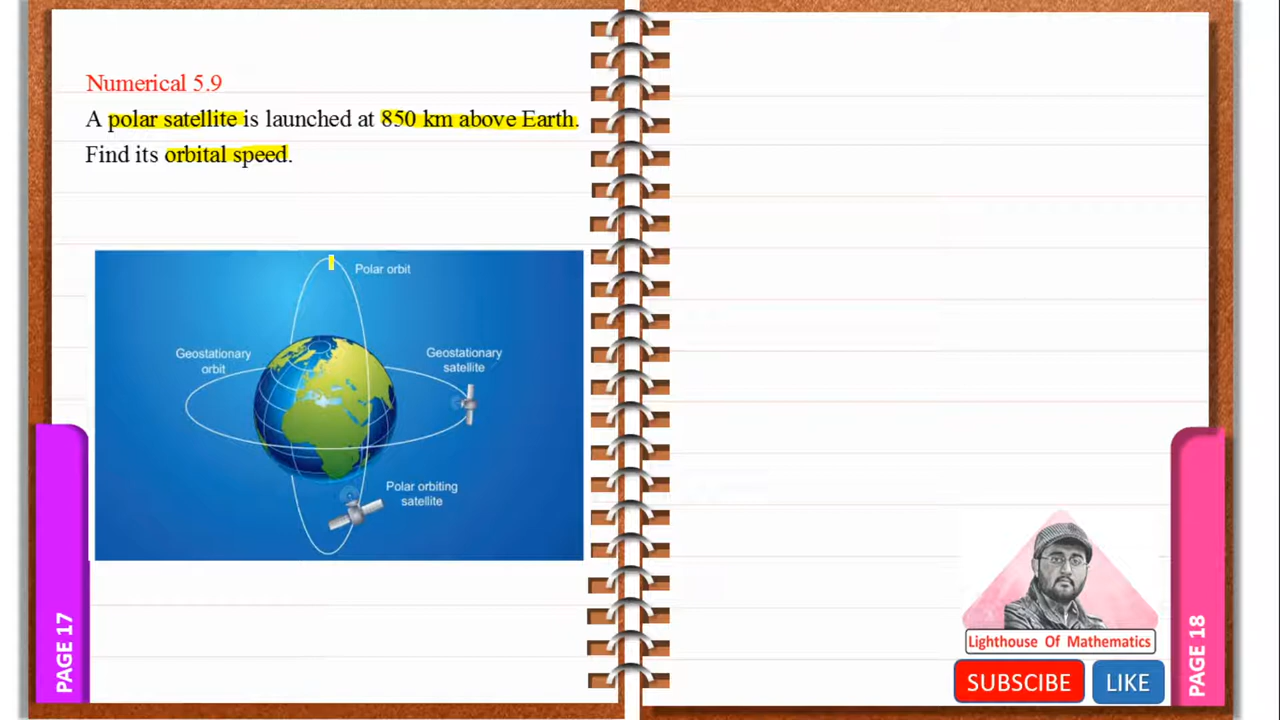 Numerical 5.9
A polar satellite is launched at 850 km above Earth.
Find its orbital speed.
Polar orbit
Geostationary
orbit
Geostationary
satellite
Polar orbiting
satellite
PAGE 17
Lighthouse Of Mathematics
SUBSCIBE
LIKE
PAGE 18